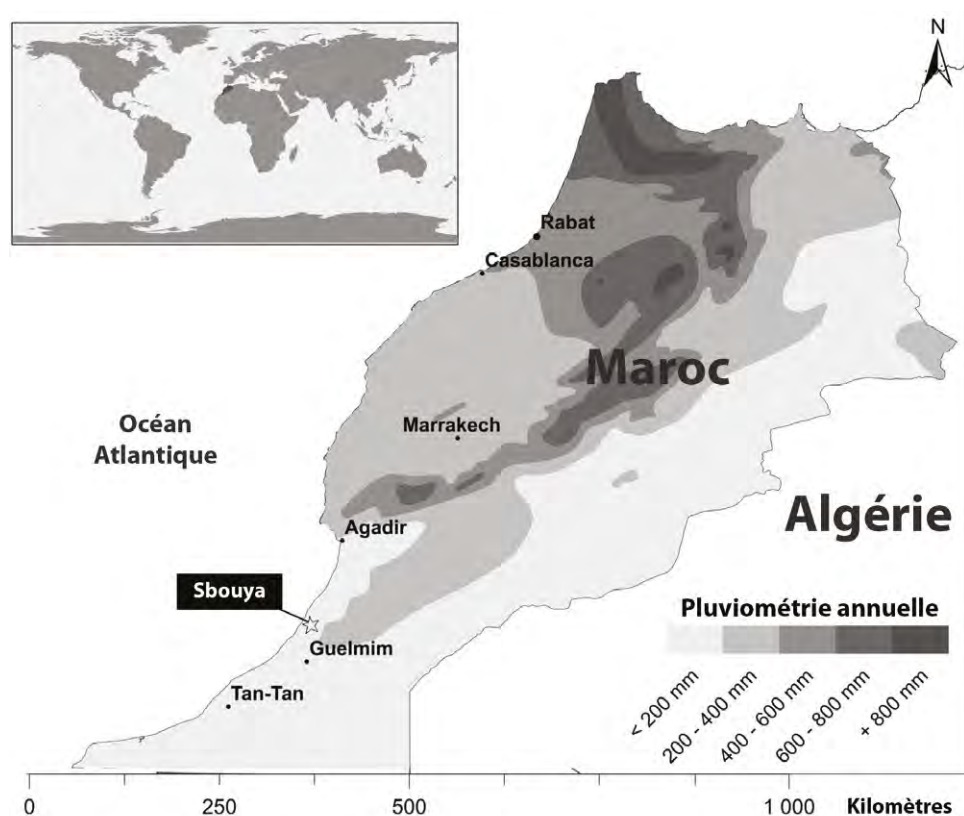 N
Rabat
Casablanca
Maroc
Océan
Atlantique
Marrakech
Algérie
Agadir
Sbouya
Pluviométrie annuelle
Guelmim
Tan-Tan
< 200 mm
200 - 400 mm
400 - 600 mm
600 - 800 mm
+ 800 mm
0 250 500 1 000 Kilomètres